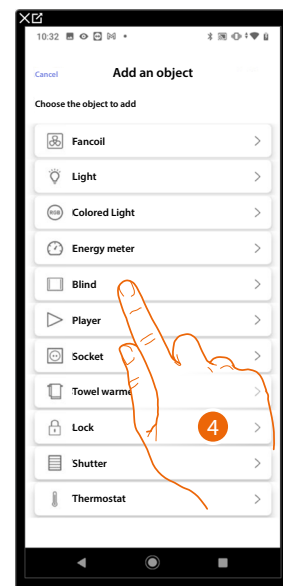 10:32
Cancel
Add an object
Choose the object to add
Fancoil
Light
RGB Colored Light
Energy meter
Blind
Player
Socket
Towel warme
Lock
4
Shutter
Thermostat